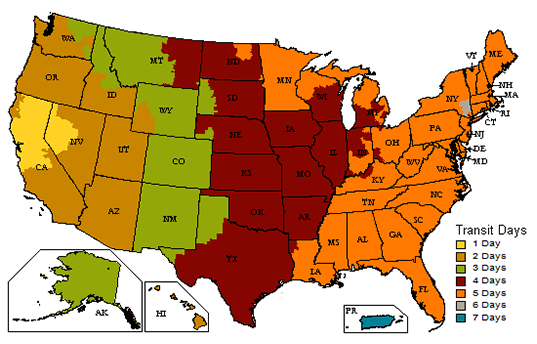 WA
MT
ND
MN
VT
ME
OR
ID
SD
WI
MI
NY
NH
MA
RI
CT
WY
NE
IA
PA
NJ
NV
UT
CO
IL
IN
OH
DE
MD
CA
KS
MO
KY
WV
VA
AZ
NM
OK
AR
TN
NC
SC
TX
LA
MS
AL
GA
FL
AK
HI
PR
Transit Days
1 Day
2 Days
3 Days
4 Days
5 Days
6 Days
7 Days